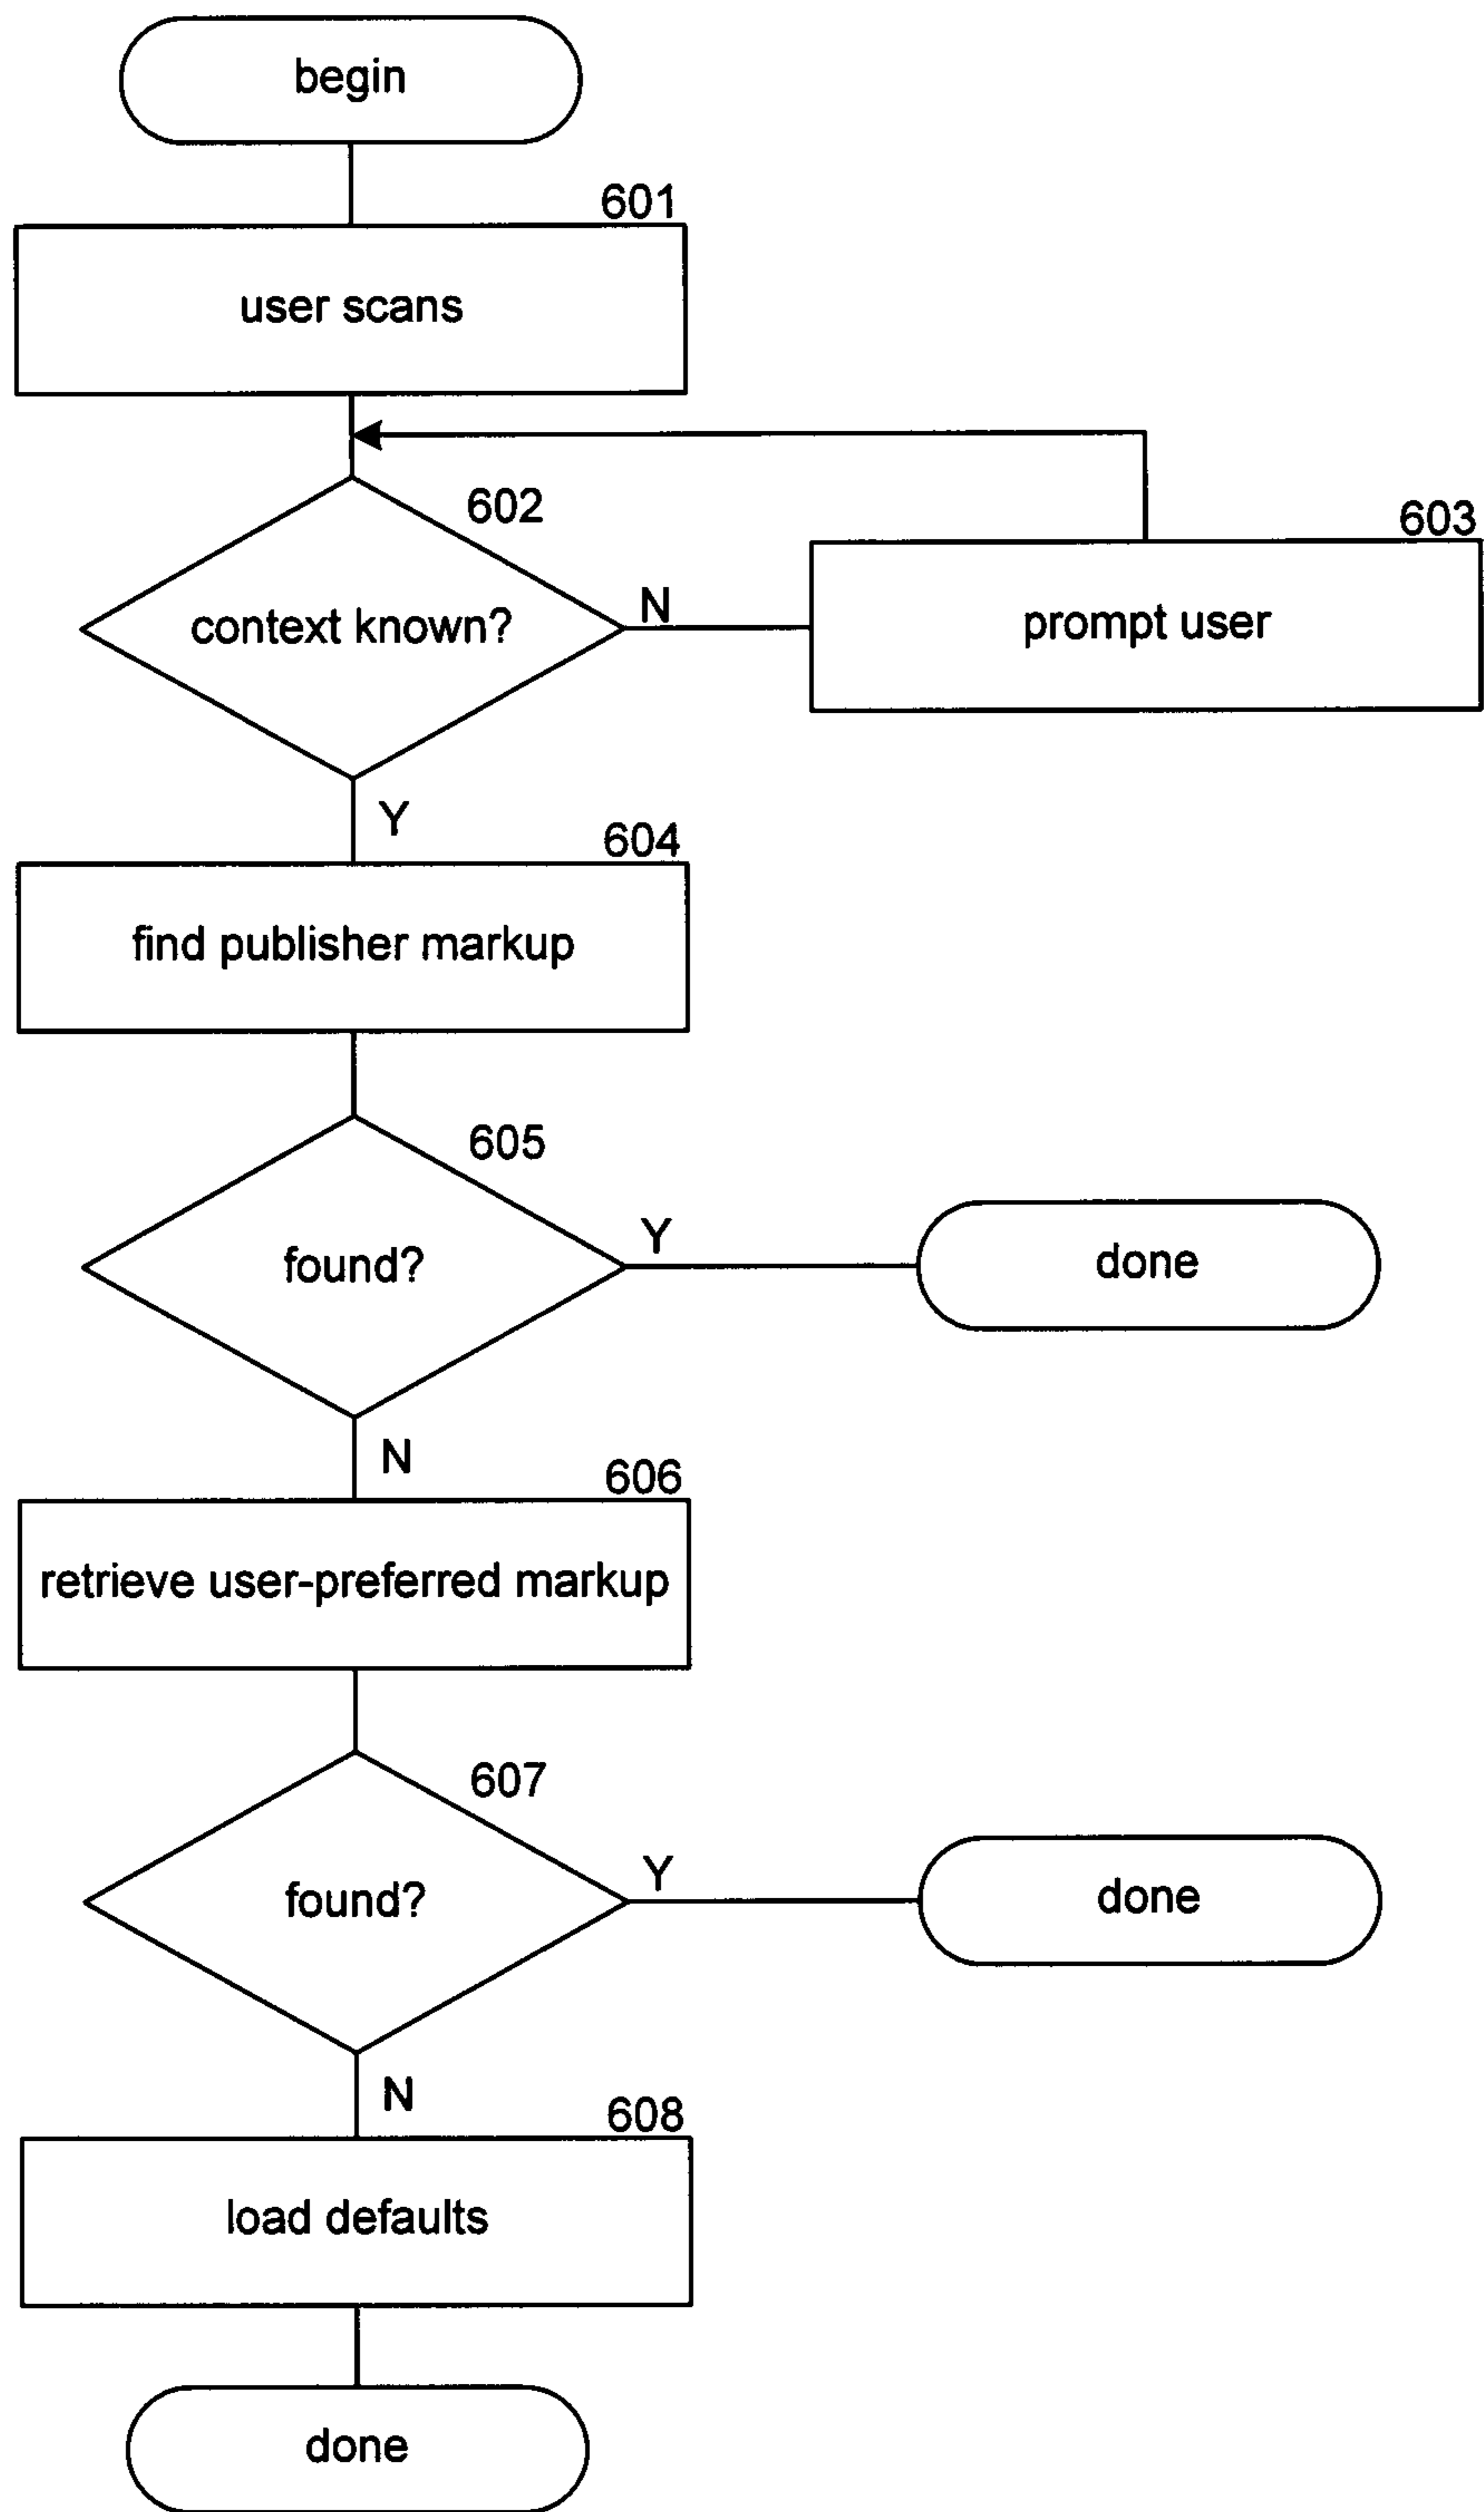 begin
601
user scans
602
603
context known?
N
prompt user
Y
604
find publisher markup
605
Y
found?
done
N
606
retrieve user-preferred markup
607
Y
found?
done
N
608
load defaults
done